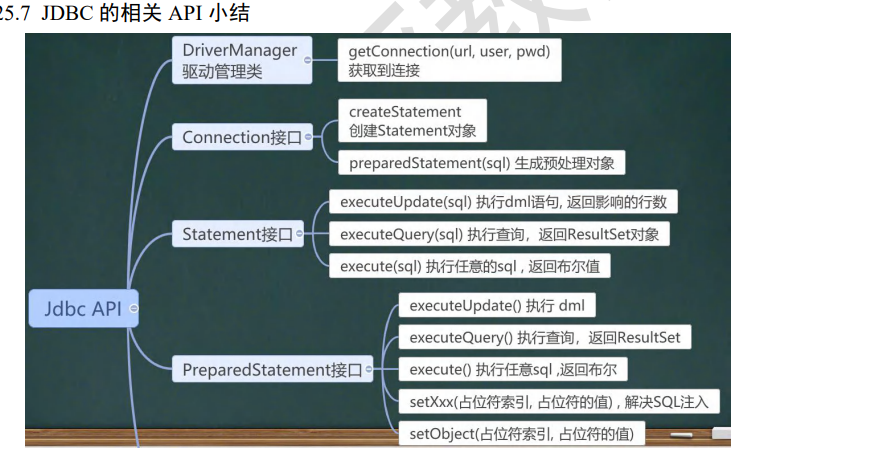 25.7 JDBC 的相关 API 小结
DriverManager
驱动管理类
getConnection(url, user, pwd)
获取到连接
Connection接口
createStatement
创建Statement对象
preparedStatement(sql) 生成预处理对象
Statement接口
executeUpdate(sql) 执行dml语句, 返回影响的行数
executeQuery(sql) 执行查询，返回ResultSet对象
execute(sql) 执行任意的sql , 返回布尔值
Jdbc API
PreparedStatement接口
executeUpdate() 执行 dml
executeQuery() 执行查询，返回ResultSet
execute() 执行任意sql ,返回布尔
setXxx(占位符索引, 占位符的值) , 解决SQL注入
setObject(占位符索引, 占位符的值)